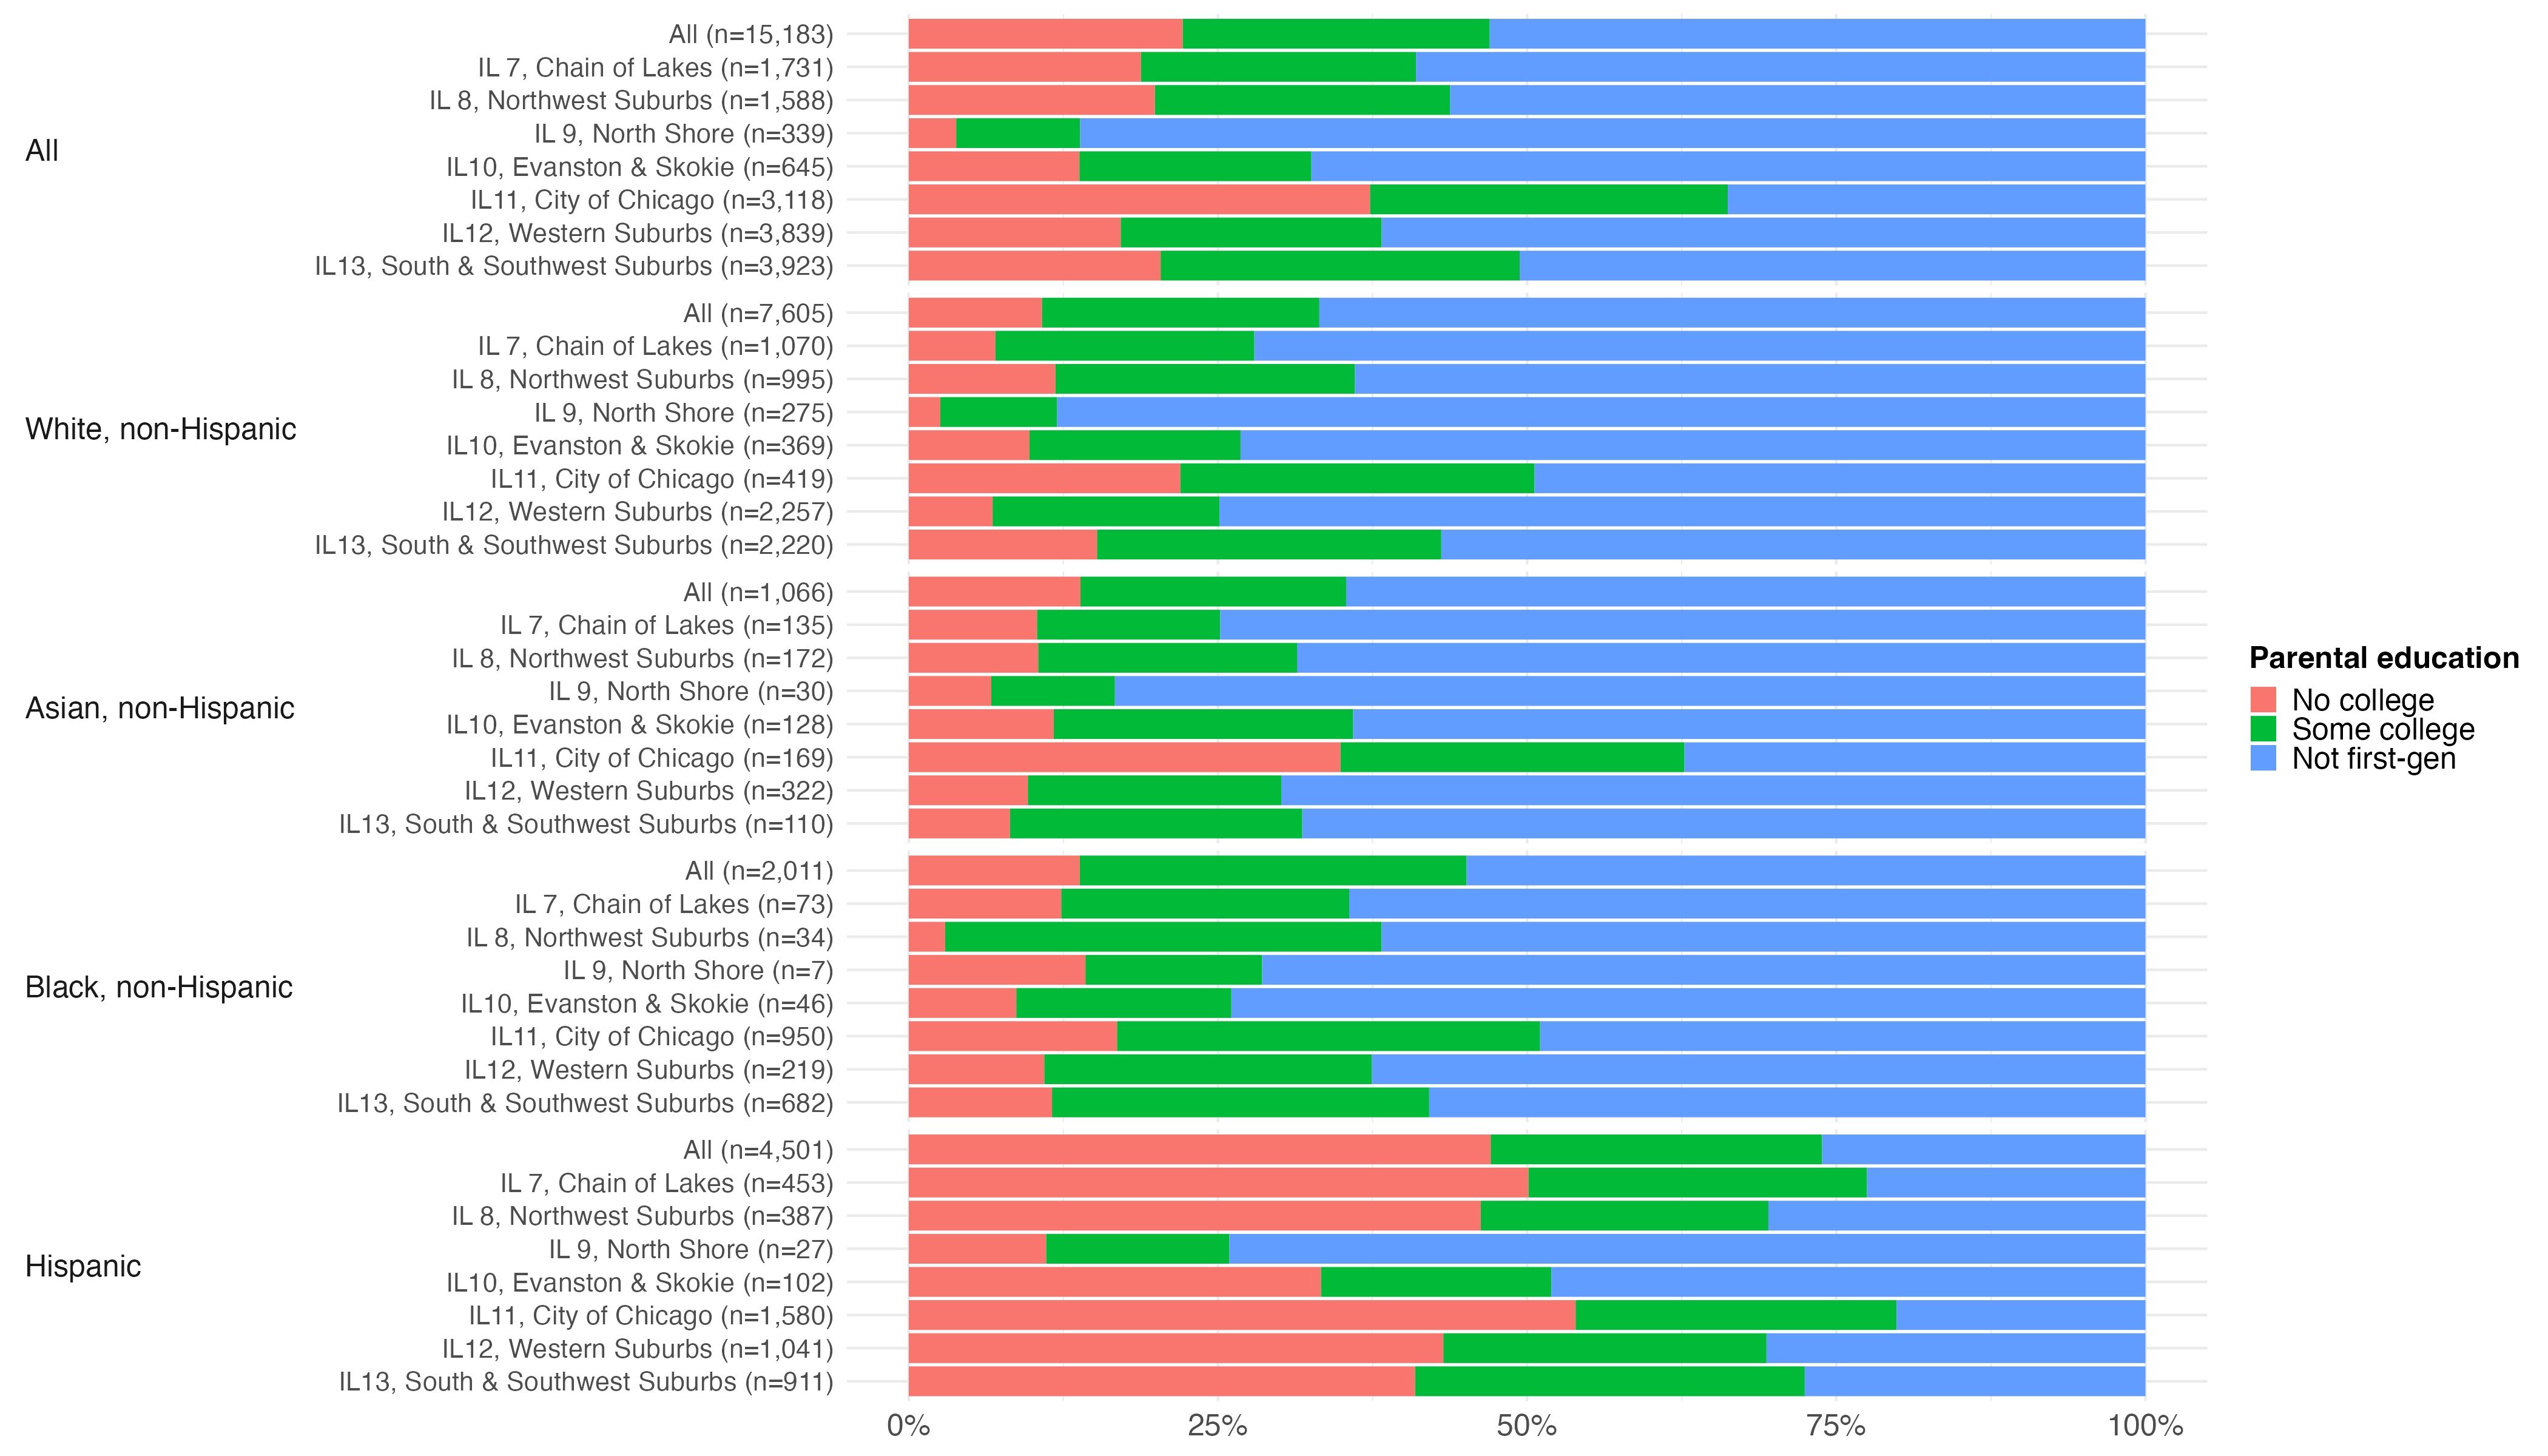 All
All (n=15,183)
IL 7, Chain of Lakes (n=1,731)
IL 8, Northwest Suburbs (n=1,588)
IL 9, North Shore (n=339)
IL10, Evanston & Skokie (n=645)
IL11, City of Chicago (n=3,118)
IL12, Western Suburbs (n=3,839)
IL13, South & Southwest Suburbs (n=3,923)
White, non-Hispanic
All (n=7,605)
IL 7, Chain of Lakes (n=1,070)
IL 8, Northwest Suburbs (n=995)
IL 9, North Shore (n=275)
IL10, Evanston & Skokie (n=369)
IL11, City of Chicago (n=419)
IL12, Western Suburbs (n=2,257)
IL13, South & Southwest Suburbs (n=2,220)
Asian, non-Hispanic
All (n=1,066)
IL 7, Chain of Lakes (n=135)
IL 8, Northwest Suburbs (n=172)
IL 9, North Shore (n=30)
IL10, Evanston & Skokie (n=128)
IL11, City of Chicago (n=169)
IL12, Western Suburbs (n=322)
IL13, South & Southwest Suburbs (n=110)
Black, non-Hispanic
All (n=2,011)
IL 7, Chain of Lakes (n=73)
IL 8, Northwest Suburbs (n=34)
IL 9, North Shore (n=7)
IL10, Evanston & Skokie (n=46)
IL11, City of Chicago (n=950)
IL12, Western Suburbs (n=219)
IL13, South & Southwest Suburbs (n=682)
Hispanic
All (n=4,501)
IL 7, Chain of Lakes (n=453)
IL 8, Northwest Suburbs (n=387)
IL 9, North Shore (n=27)
IL10, Evanston & Skokie (n=102)
IL11, City of Chicago (n=1,580)
IL12, Western Suburbs (n=1,041)
IL13, South & Southwest Suburbs (n=911)
0% 25% 50% 75% 100%
Parental education
No college
Some college
Not first-gen